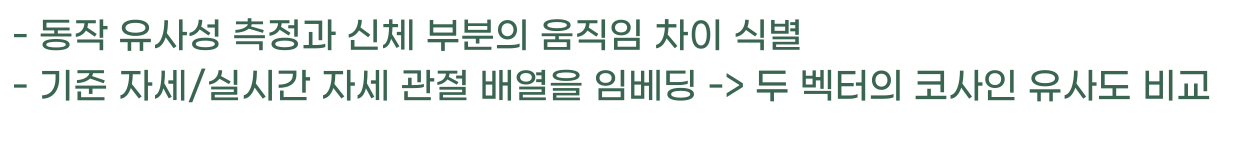 - 동작 유사성 측정과 신체 부분의 움직임 차이 식별
- 기준 자세/실시간 자세 관절 배열을 임베딩 -> 두 벡터의 코사인 유사도 비교